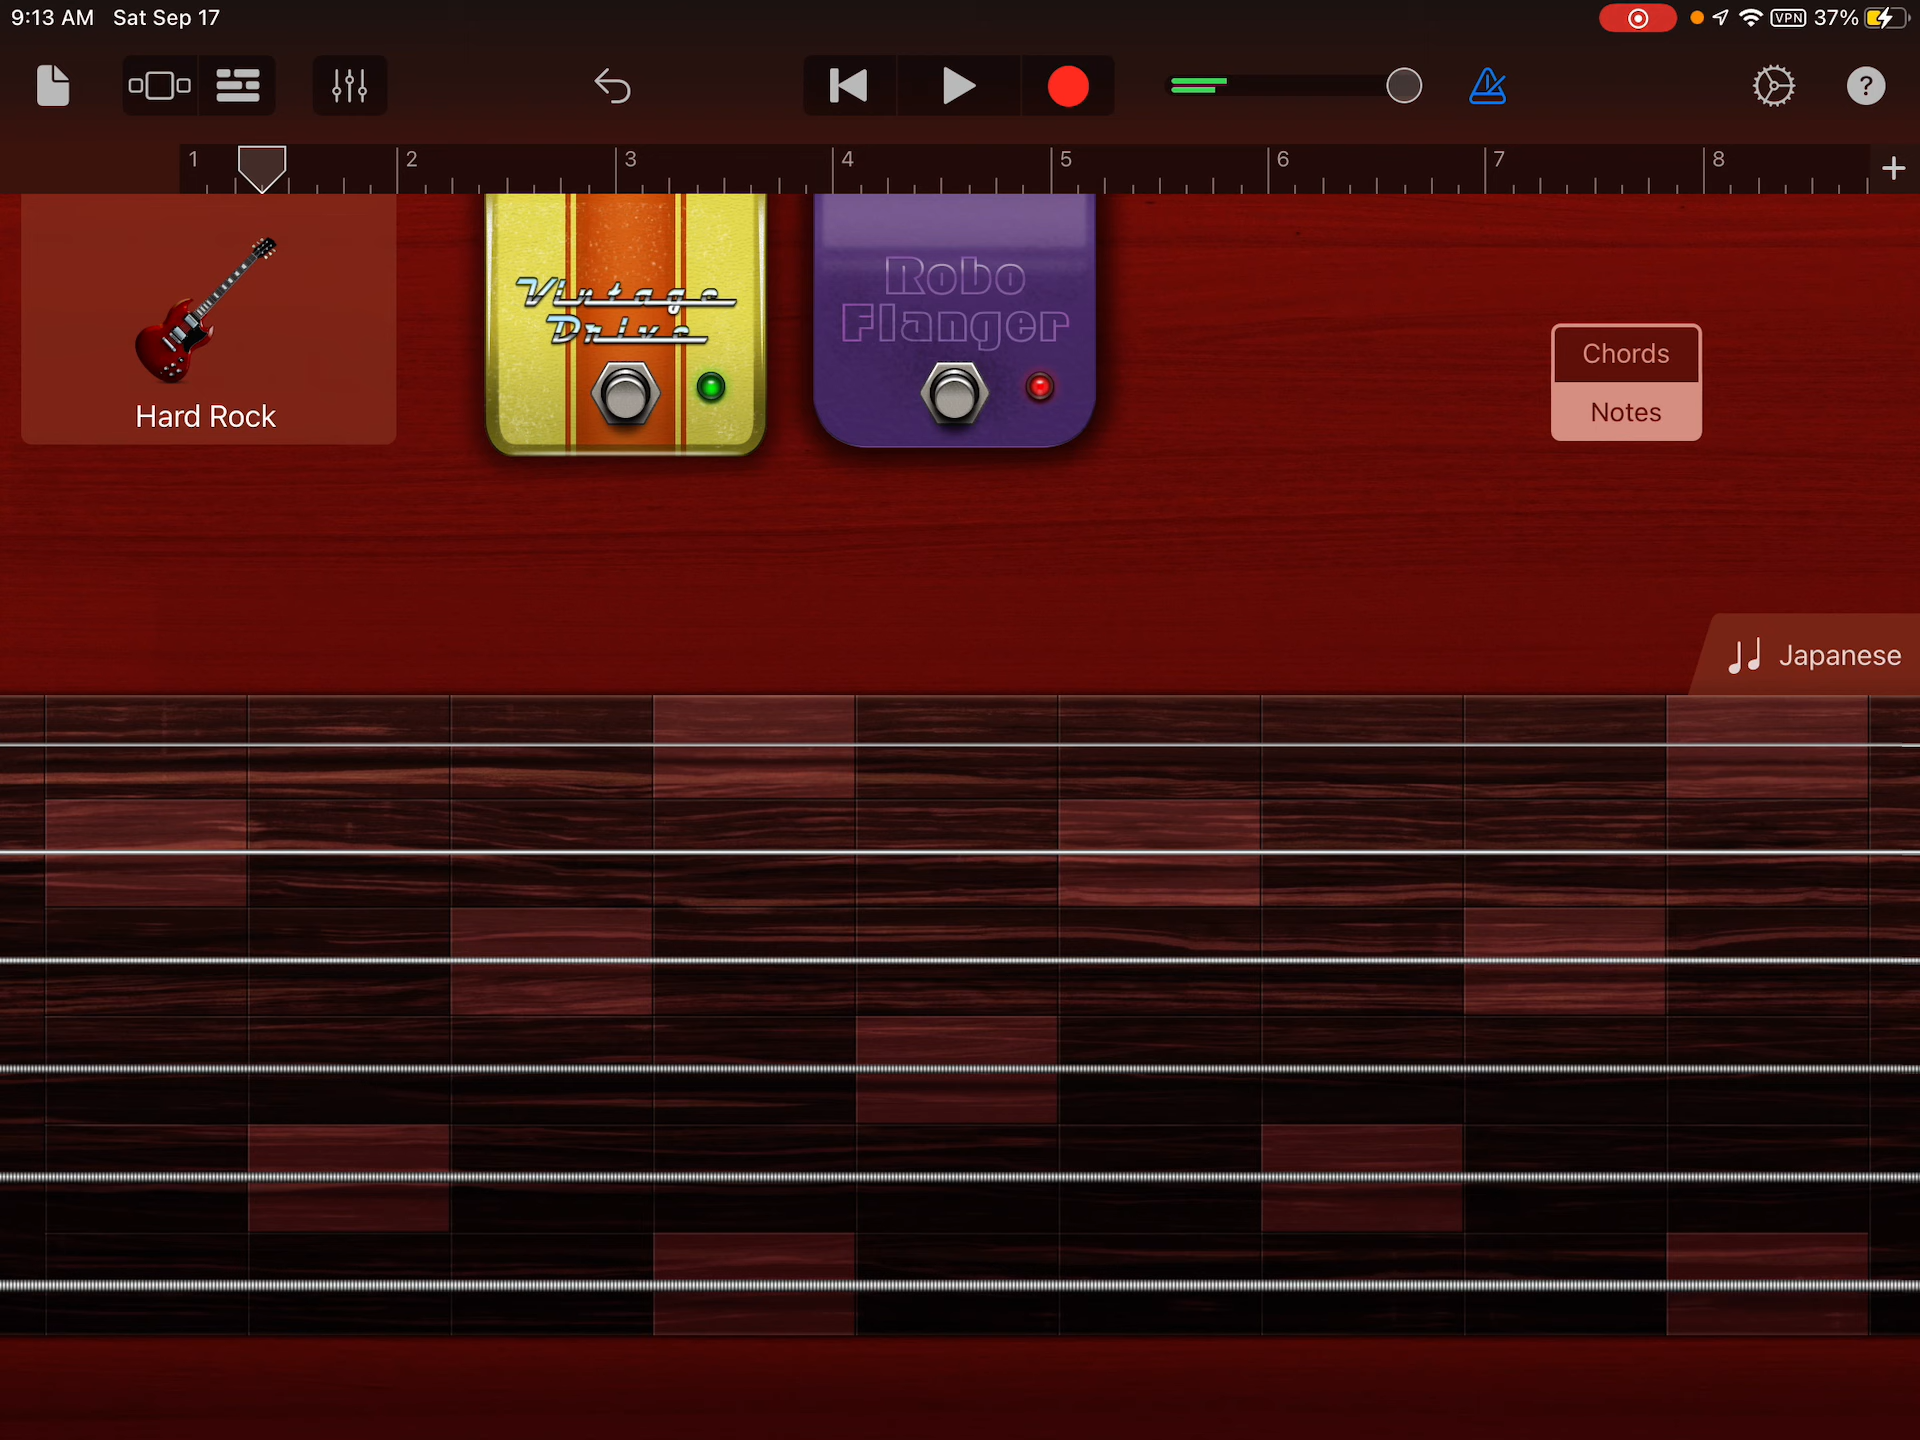 9:13 AM Sat Sep 17
VPN 37%
?
1 2 3 4 5 6 7 8 +
Vintage
Drive
Robo
Flanger
Chords
Notes
Hard Rock
Japanese